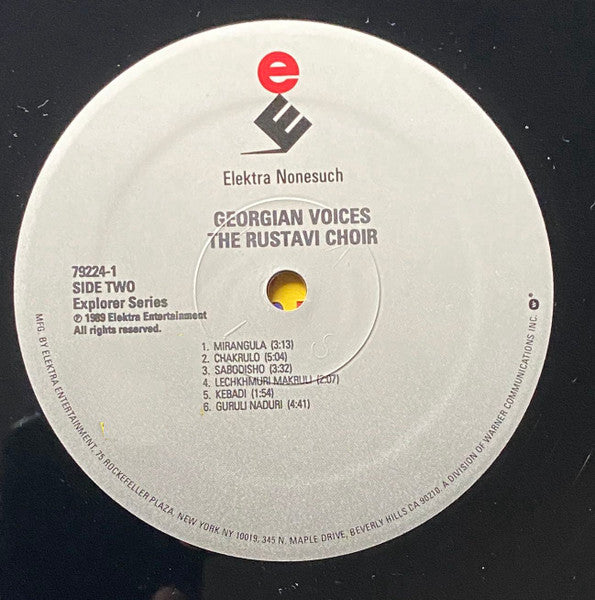 e
E
Elektra Nonesuch
GEORGIAN VOICES
THE RUSTAVI CHOIR
79224-1
SIDE TWO
Explorer Series
℗ 1989 Elektra Entertainment
All rights reserved.
1. MIRANGULA (3:13)
2. CHAKRULO (5:04)
3. SABODISHO (3:32)
4. LECHKHMURI MAKRULI (2:07)
5. KEBADI (1:54)
6. GURULI NADURI (4:41)
MFG. BY ELEKTRA ENTERTAINMENT, 75 ROCKEFELLER PLAZA, NEW YORK NY 10019, 345 N. MAPLE DRIVE, BEVERLY HILLS CA 90210. A DIVISION OF WARNER COMMUNICATIONS INC.